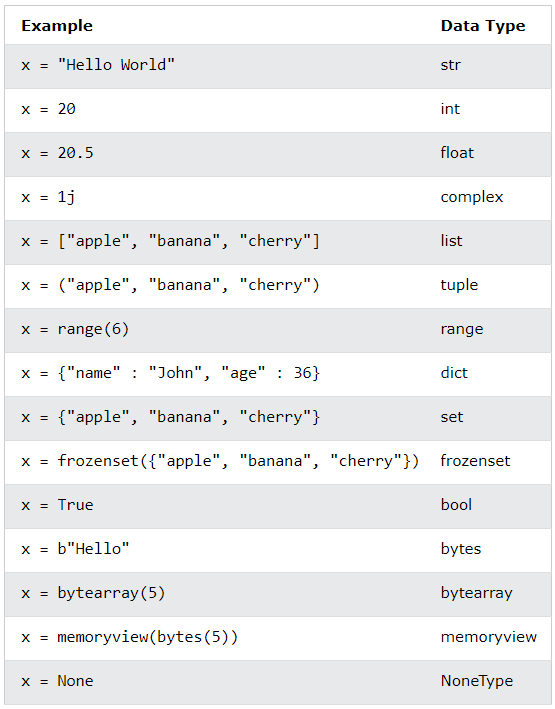 Example Data Type
x = "Hello World" str
x = 20 int
x = 20.5 float
x = 1j complex
x = ["apple", "banana", "cherry"] list
x = ("apple", "banana", "cherry") tuple
x = range(6) range
x = {"name" : "John", "age" : 36} dict
x = {"apple", "banana", "cherry"} set
x = frozenset({"apple", "banana", "cherry"}) frozenset
x = True bool
x = b"Hello" bytes
x = bytearray(5) bytearray
x = memoryview(bytes(5)) memoryview
x = None NoneType